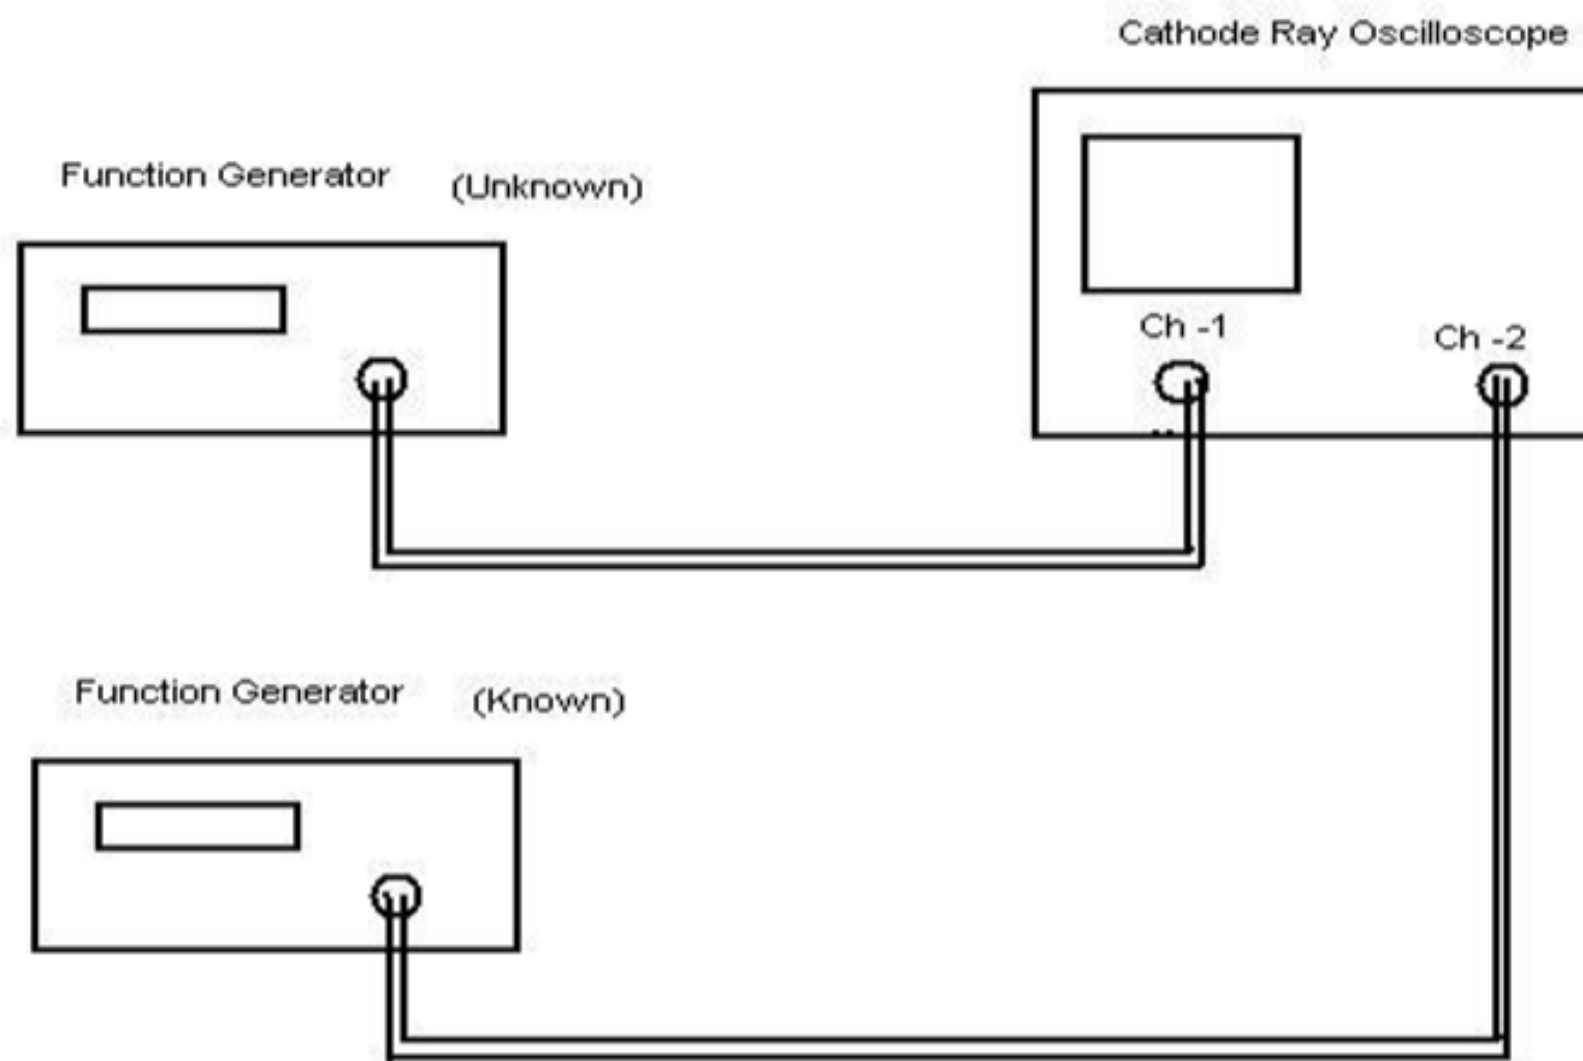 Cathode Ray Oscilloscope
Function Generator (Unknown)
Ch -1
Ch -2
Function Generator (Known)